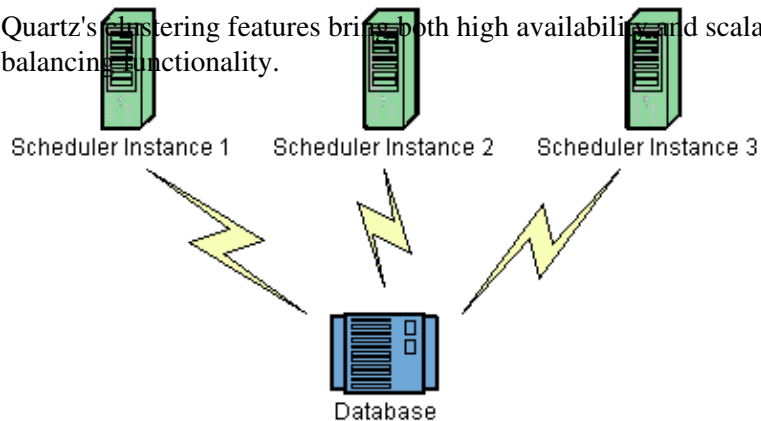 Quartz's clustering features bring both high availability and scala
balancing functionality.
Scheduler Instance 1 Scheduler Instance 2 Scheduler Instance 3
Database